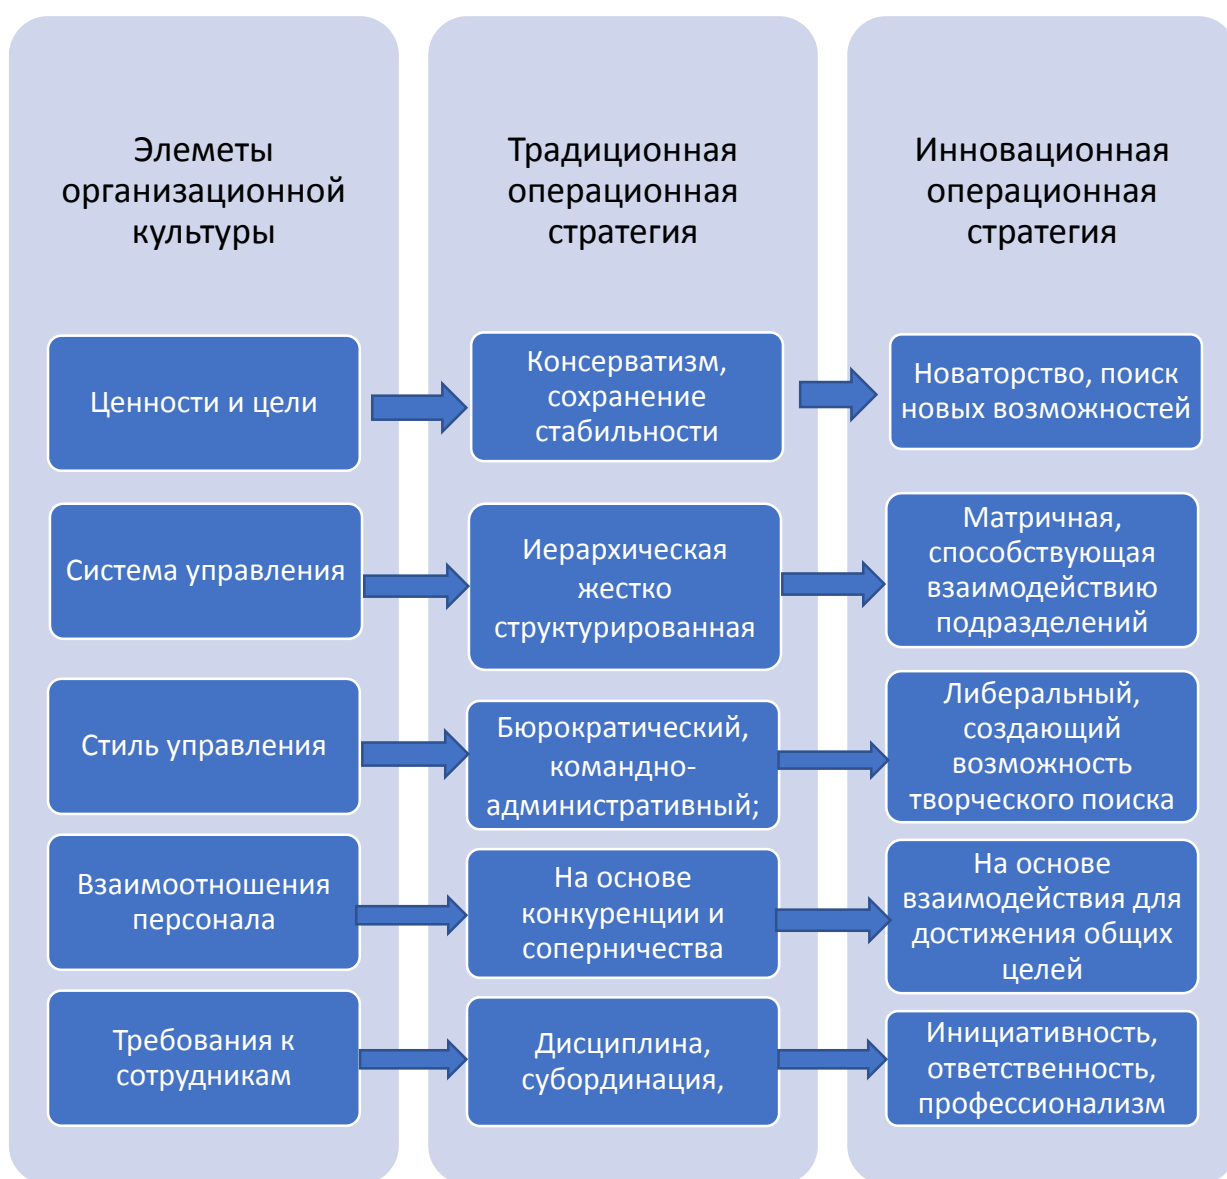 Элеметы
организационной
культуры
Традиционная
операционная
стратегия
Инновационная
операционная
стратегия
Ценности и цели
Консерватизм,
сохранение
стабильности
Новаторство, поиск
новых возможностей
Система управления
Иерархическая
жестко
структурированная
Матричная,
способствующая
взаимодействию
подразделений
Стиль управления
Бюрократический,
командно-
административный;
Либеральный,
создающий
возможность
творческого поиска
Взаимоотношения
персонала
На основе
конкуренции и
соперничества
На основе
взаимодействия для
достижения общих
целей
Требования к
сотрудникам
Дисциплина,
субординация,
Инициативность,
ответственность,
профессионализм